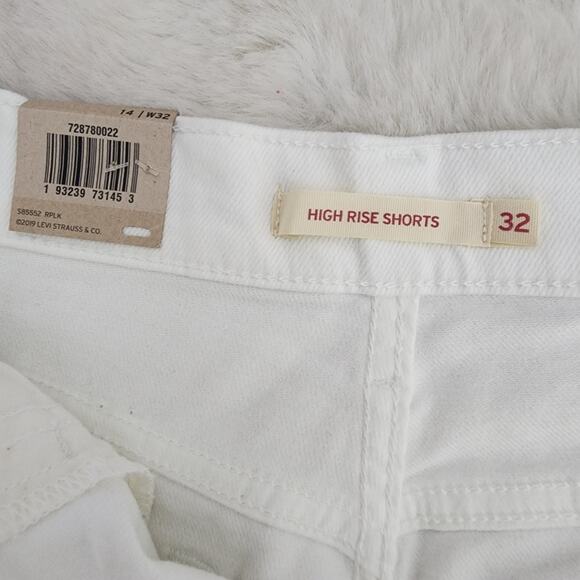 14 / W32
728780022
1 93239 73145 3
S85552 RPLK
©2019 LEVI STRAUSS & CO.
HIGH RISE SHORTS
32